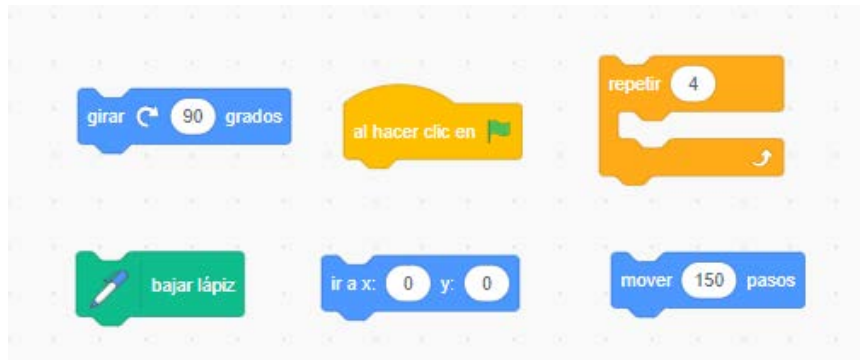 girar 90 grados
al hacer clic en
repetir 4
bajar lápiz
ir a x: 0 y: 0
mover 150 pasos